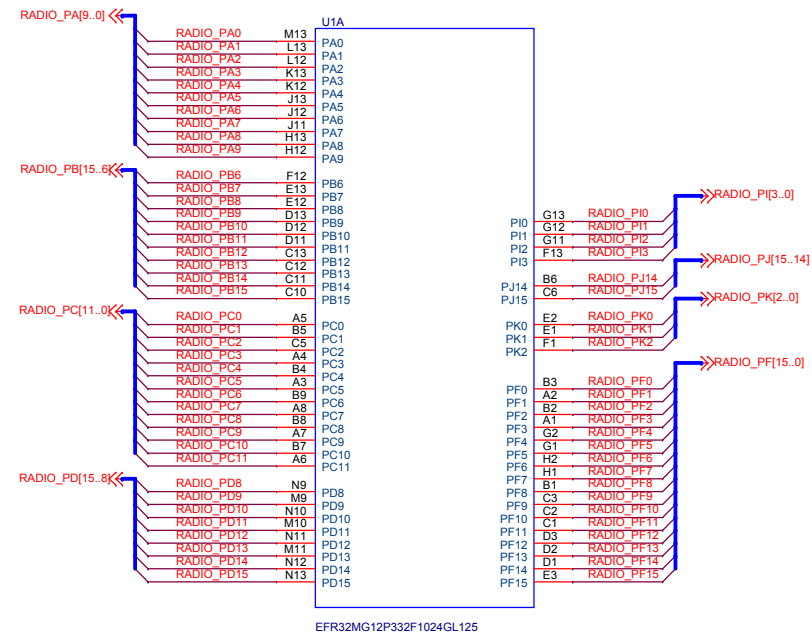 RADIO_PA[9..0]
U1A
RADIO_PA0 M13 PA0
RADIO_PA1 L13 PA1
RADIO_PA2 L12 PA2
RADIO_PA3 K13 PA3
RADIO_PA4 K12 PA4
RADIO_PA5 J13 PA5
RADIO_PA6 J12 PA6
RADIO_PA7 J11 PA7
RADIO_PA8 H13 PA8
RADIO_PA9 H12 PA9
RADIO_PB[15..6]
RADIO_PB6 F12 PB6
RADIO_PB7 E13 PB7
RADIO_PB8 E12 PB8
RADIO_PB9 D13 PB9
RADIO_PB10 D12 PB10
RADIO_PB11 D11 PB11
RADIO_PB12 C13 PB12
RADIO_PB13 C12 PB13
RADIO_PB14 C11 PB14
RADIO_PB15 C10 PB15
RADIO_PC[11..0]
RADIO_PC0 A5 PC0
RADIO_PC1 B5 PC1
RADIO_PC2 C5 PC2
RADIO_PC3 A4 PC3
RADIO_PC4 B4 PC4
RADIO_PC5 A3 PC5
RADIO_PC6 B9 PC6
RADIO_PC7 A8 PC7
RADIO_PC8 B8 PC8
RADIO_PC9 A7 PC9
RADIO_PC10 B7 PC10
RADIO_PC11 A6 PC11
RADIO_PD[15..8]
RADIO_PD8 N9 PD8
RADIO_PD9 M9 PD9
RADIO_PD10 N10 PD10
RADIO_PD11 M10 PD11
RADIO_PD12 N11 PD12
RADIO_PD13 M11 PD13
RADIO_PD14 N12 PD14
RADIO_PD15 N13 PD15
RADIO_PI[3..0]
PI0 G13 RADIO_PI0
PI1 G12 RADIO_PI1
PI2 G11 RADIO_PI2
PI3 F13 RADIO_PI3
RADIO_PJ[15..14]
PJ14 B6 RADIO_PJ14
PJ15 C6 RADIO_PJ15
RADIO_PK[2..0]
PK0 E2 RADIO_PK0
PK1 E1 RADIO_PK1
PK2 F1 RADIO_PK2
RADIO_PF[15..0]
PF0 B3 RADIO_PF0
PF1 A2 RADIO_PF1
PF2 B2 RADIO_PF2
PF3 A1 RADIO_PF3
PF4 G2 RADIO_PF4
PF5 G1 RADIO_PF5
PF6 H2 RADIO_PF6
PF7 H1 RADIO_PF7
PF8 B1 RADIO_PF8
PF9 C3 RADIO_PF9
PF10 C2 RADIO_PF10
PF11 C1 RADIO_PF11
PF12 D3 RADIO_PF12
PF13 D2 RADIO_PF13
PF14 D1 RADIO_PF14
PF15 E3 RADIO_PF15
EFR32MG12P332F1024GL125